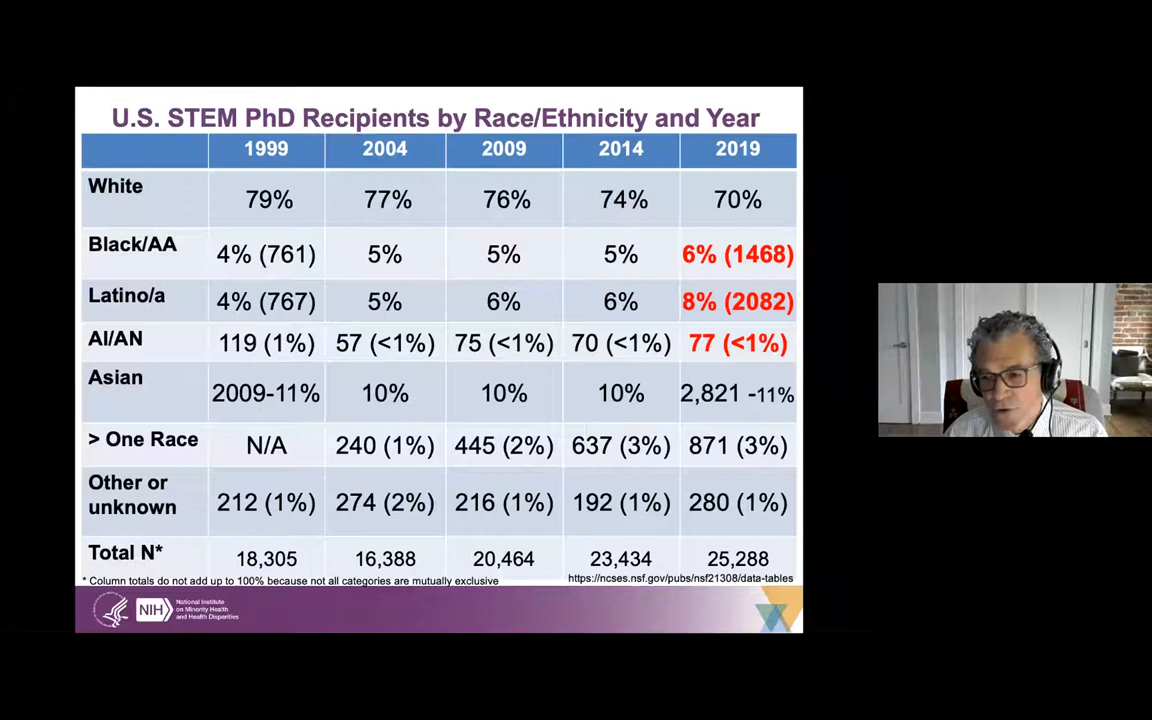 U.S. STEM PhD Recipients by Race/Ethnicity and Year
1999 2004 2009 2014 2019
White 79% 77% 76% 74% 70%
Black/AA 4% (761) 5% 5% 5% 6% (1468)
Latino/a 4% (767) 5% 6% 6% 8% (2082)
AI/AN 119 (1%) 57 (<1%) 75 (<1%) 70 (<1%) 77 (<1%)
Asian 2009-11% 10% 10% 10% 2,821 -11%
> One Race N/A 240 (1%) 445 (2%) 637 (3%) 871 (3%)
Other or
unknown 212 (1%) 274 (2%) 216 (1%) 192 (1%) 280 (1%)
Total N* 18,305 16,388 20,464 23,434 25,288
* Column totals do not add up to 100% because not all categories are mutually exclusive
https://ncses.nsf.gov/pubs/nsf21308/data-tables
NIH
National Institute
on Minority Health
and Health Disparities